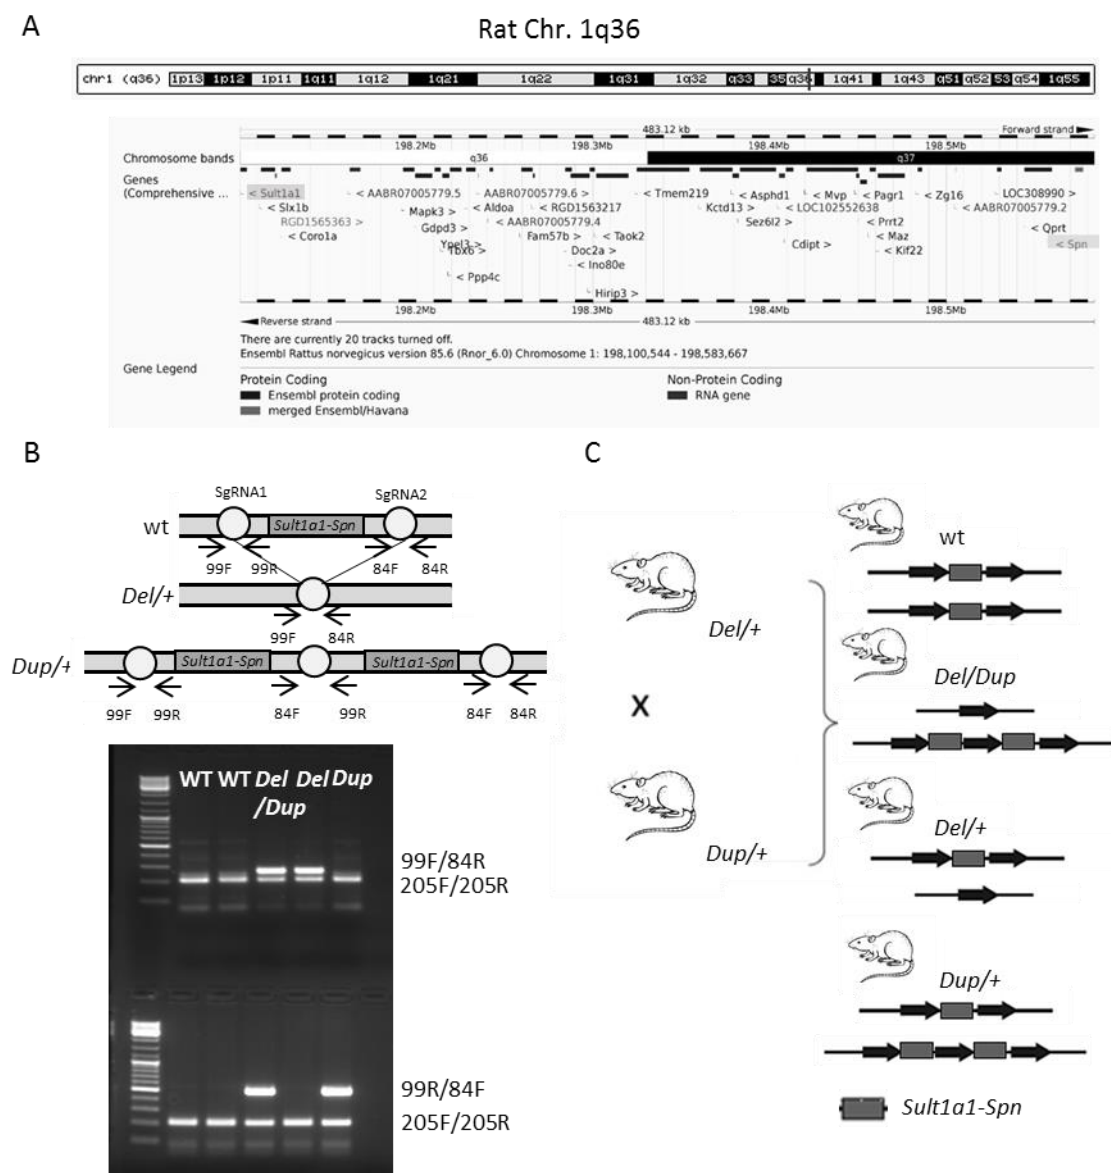 A
Rat Chr. 1q36
chr1 (q36) 1p13 1p12 1p11 1q11 1q12 1q21 1q22 1q31 1q32 q33 35 q36 1q41 1q43 q51 q52 53 q54 1q55
483.12 kb Forward strand
198.2Mb 198.3Mb 198.4Mb 198.5Mb
Chromosome bands q36 q37
Genes
(Comprehensive ...
< Sult1a1 < AABR07005779.5 AABR07005779.6 > < Tmem219 < Asphd1 < Mvp < Pagr1 < Zg16 LOC308990 >
< Slx1b Mapk3 > < Aldoa < RGD1563217 Kctd13 > < LOC102552638 < AABR07005779.2
RGD1565363 > Gdpd3 > < AABR07005779.4 Sez6l2 > < Prrt2 < Qprt
< Coro1a Ypel3 > Fam57b > < Taok2 Cdipt > < Maz < Spn
Tbx6 > Doc2a > < Kif22
< Ppp4c < Ino80e
Hirip3 >
198.2Mb 198.3Mb 198.4Mb 198.5Mb
Reverse strand 483.12 kb
There are currently 20 tracks turned off.
Ensembl Rattus norvegicus version 85.6 (Rnor_6.0) Chromosome 1: 198,100,544 - 198,583,667
Gene Legend
Protein Coding Non-Protein Coding
Ensembl protein coding RNA gene
merged Ensembl/Havana
B
SgRNA1 SgRNA2
wt Sult1a1-Spn
99F 99R 84F 84R
Del/+
99F 84R
Dup/+ Sult1a1-Spn Sult1a1-Spn
99F 99R 84F 99R 84F 84R
WT WT Del Del Dup
/Dup
99F/84R
205F/205R
99R/84F
205F/205R
C
Del/+
X
Dup/+
wt
Del/Dup
Del/+
Dup/+
Sult1a1-Spn